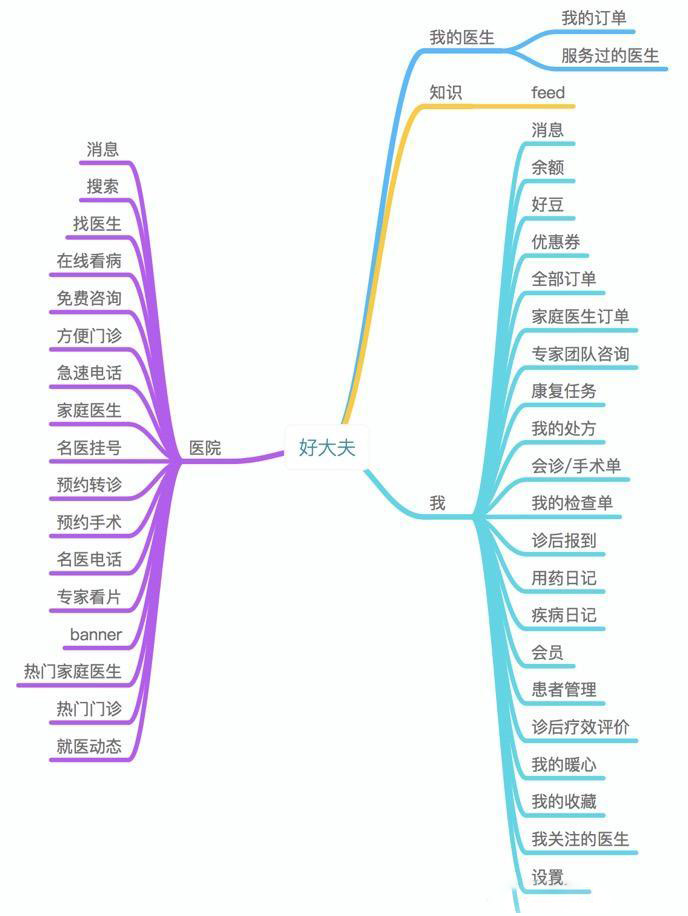 好大夫
我的医生
我的订单
服务过的医生
知识
feed
医院
消息
搜索
找医生
在线看病
免费咨询
方便门诊
急速电话
家庭医生
名医挂号
预约转诊
预约手术
名医电话
专家看片
banner
热门家庭医生
热门门诊
就医动态
我
消息
余额
好豆
优惠券
全部订单
家庭医生订单
专家团队咨询
康复任务
我的处方
会诊/手术单
我的检查单
诊后报到
用药日记
疾病日记
会员
患者管理
诊后疗效评价
我的暖心
我的收藏
我关注的医生
设置